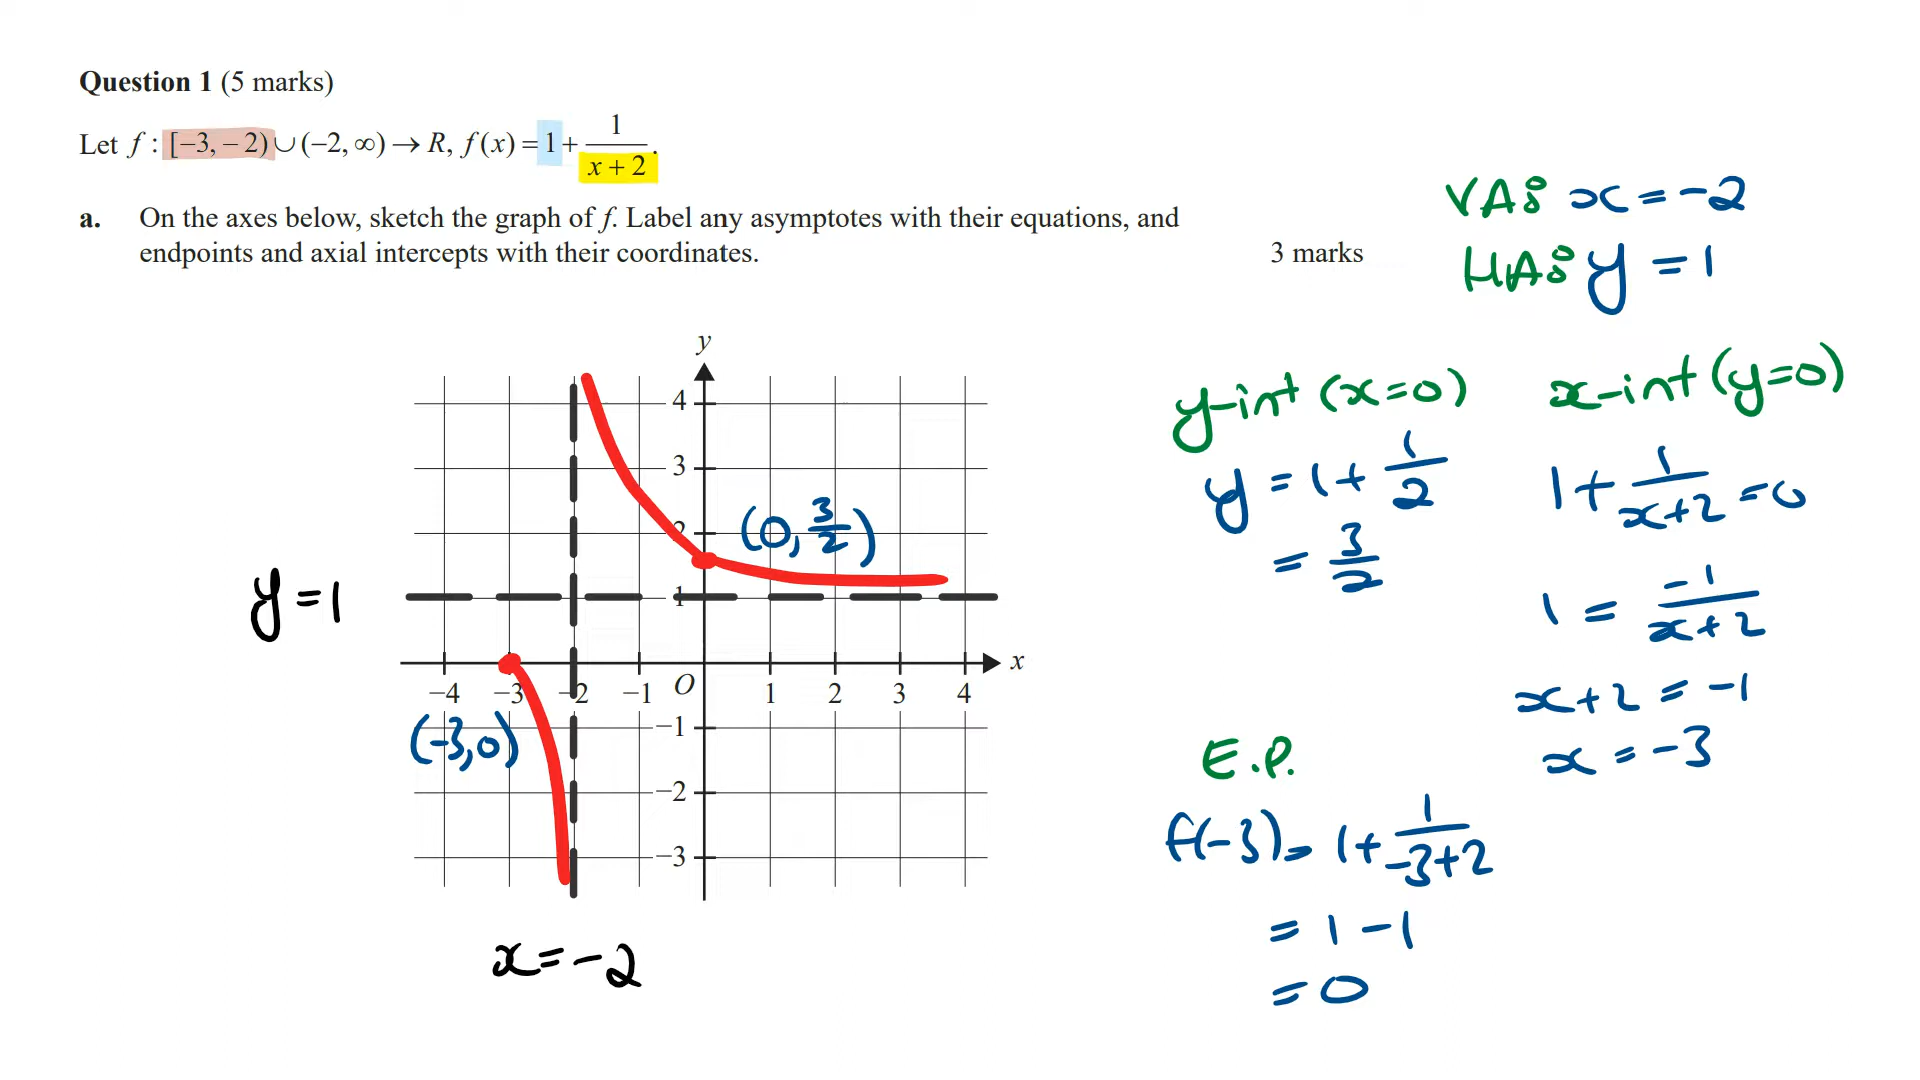 Question 1 (5 marks)
Let f : [−3, −2) ∪ (−2, ∞) → R, f(x) = 1 + 1/(x + 2).
a. On the axes below, sketch the graph of f. Label any asymptotes with their equations, and
endpoints and axial intercepts with their coordinates.
3 marks
VAS x = -2
HAS y = 1
y-int (x=0)
y = 1 + 1/2
= 3/2
x-int (y=0)
1 + 1/(x+2) = 0
1 = -1/(x+2)
x+2 = -1
x = -3
E.P.
f(-3) = 1 + 1/(-3+2)
= 1 - 1
= 0
y
4
3
2
(0, 3/2)
y = 1
1
−4 −3 −2 −1 O 1 2 3 4 x
(-3,0)
−1
−2
−3
x = -2